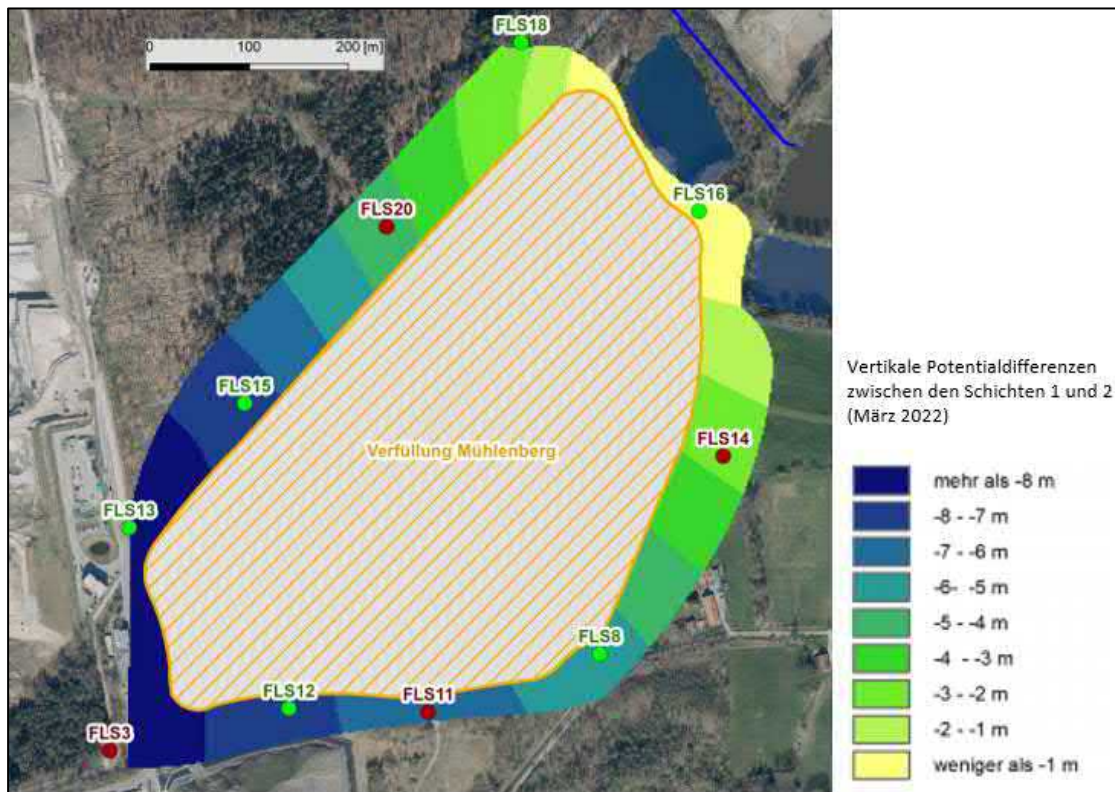 FLS18
0 100 200 [m]
FLS16
FLS20
FLS15
FLS14
Verfüllung Mühlenberg
FLS13
FLS8
FLS12
FLS11
FLS3
Vertikale Potentialdifferenzen
zwischen den Schichten 1 und 2
(März 2022)
mehr als -8 m
-8 - -7 m
-7 - -6 m
-6- -5 m
-5 - -4 m
-4 - -3 m
-3 - -2 m
-2 - -1 m
weniger als -1 m